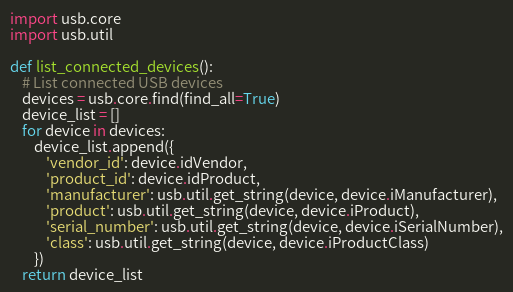 import usb.core
import usb.util
def list_connected_devices():
# List connected USB devices
devices = usb.core.find(find_all=True)
device_list = []
for device in devices:
device_list.append({
'vendor_id': device.idVendor,
'product_id': device.idProduct,
'manufacturer': usb.util.get_string(device, device.iManufacturer),
'product': usb.util.get_string(device, device.iProduct),
'serial_number': usb.util.get_string(device, device.iSerialNumber),
'class': usb.util.get_string(device, device.iProductClass)
})
return device_list